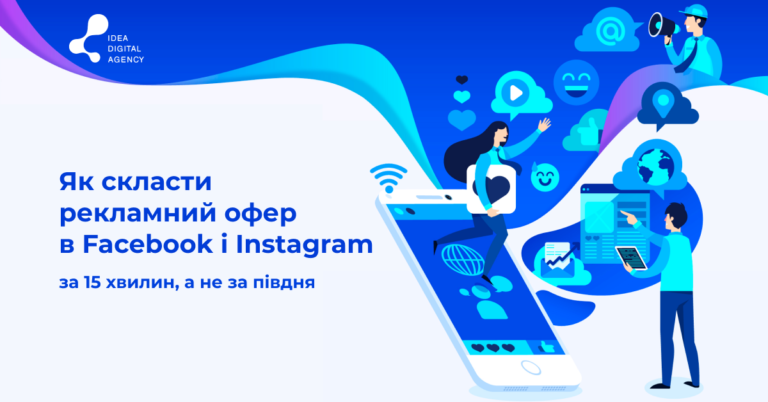 IDEA
DIGITAL
AGENCY
Як скласти
рекламний офер
в Facebook і Instagram
за 15 хвилин, а не за півдня